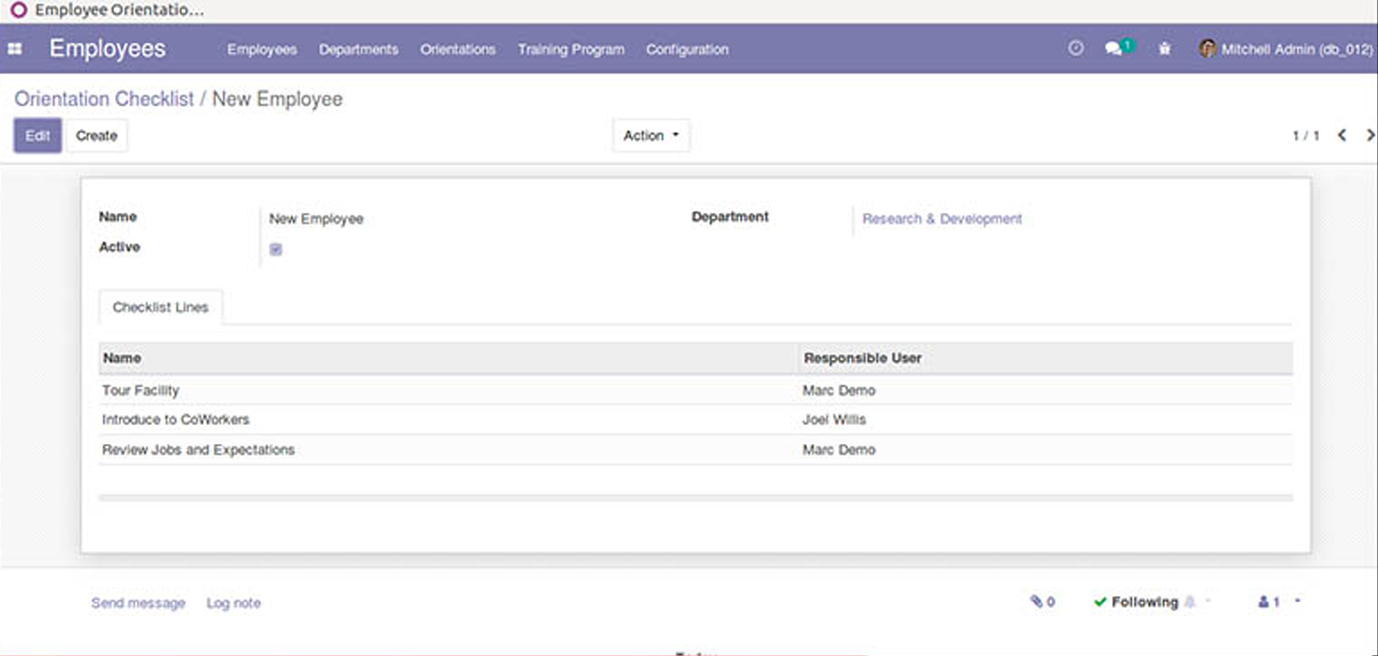 Employee Orientatio...
Employees Employees Departments Orientations Training Program Configuration 1 Mitchell Admin (db_012)
Orientation Checklist / New Employee
Edit Create Action 1 / 1
Name New Employee Department Research & Development
Active
Checklist Lines
Name Responsible User
Tour Facility Marc Demo
Introduce to CoWorkers Joel Willis
Review Jobs and Expectations Marc Demo
Send message Log note 0 Following 1